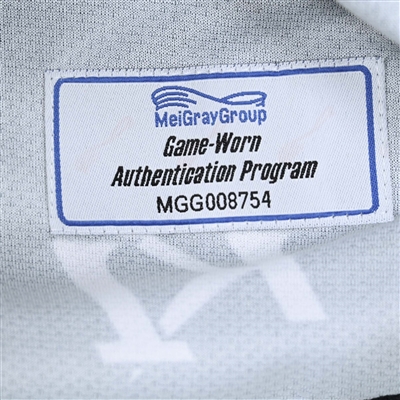 MeiGrayGroup
Game-Worn
Authentication Program
MGG008754